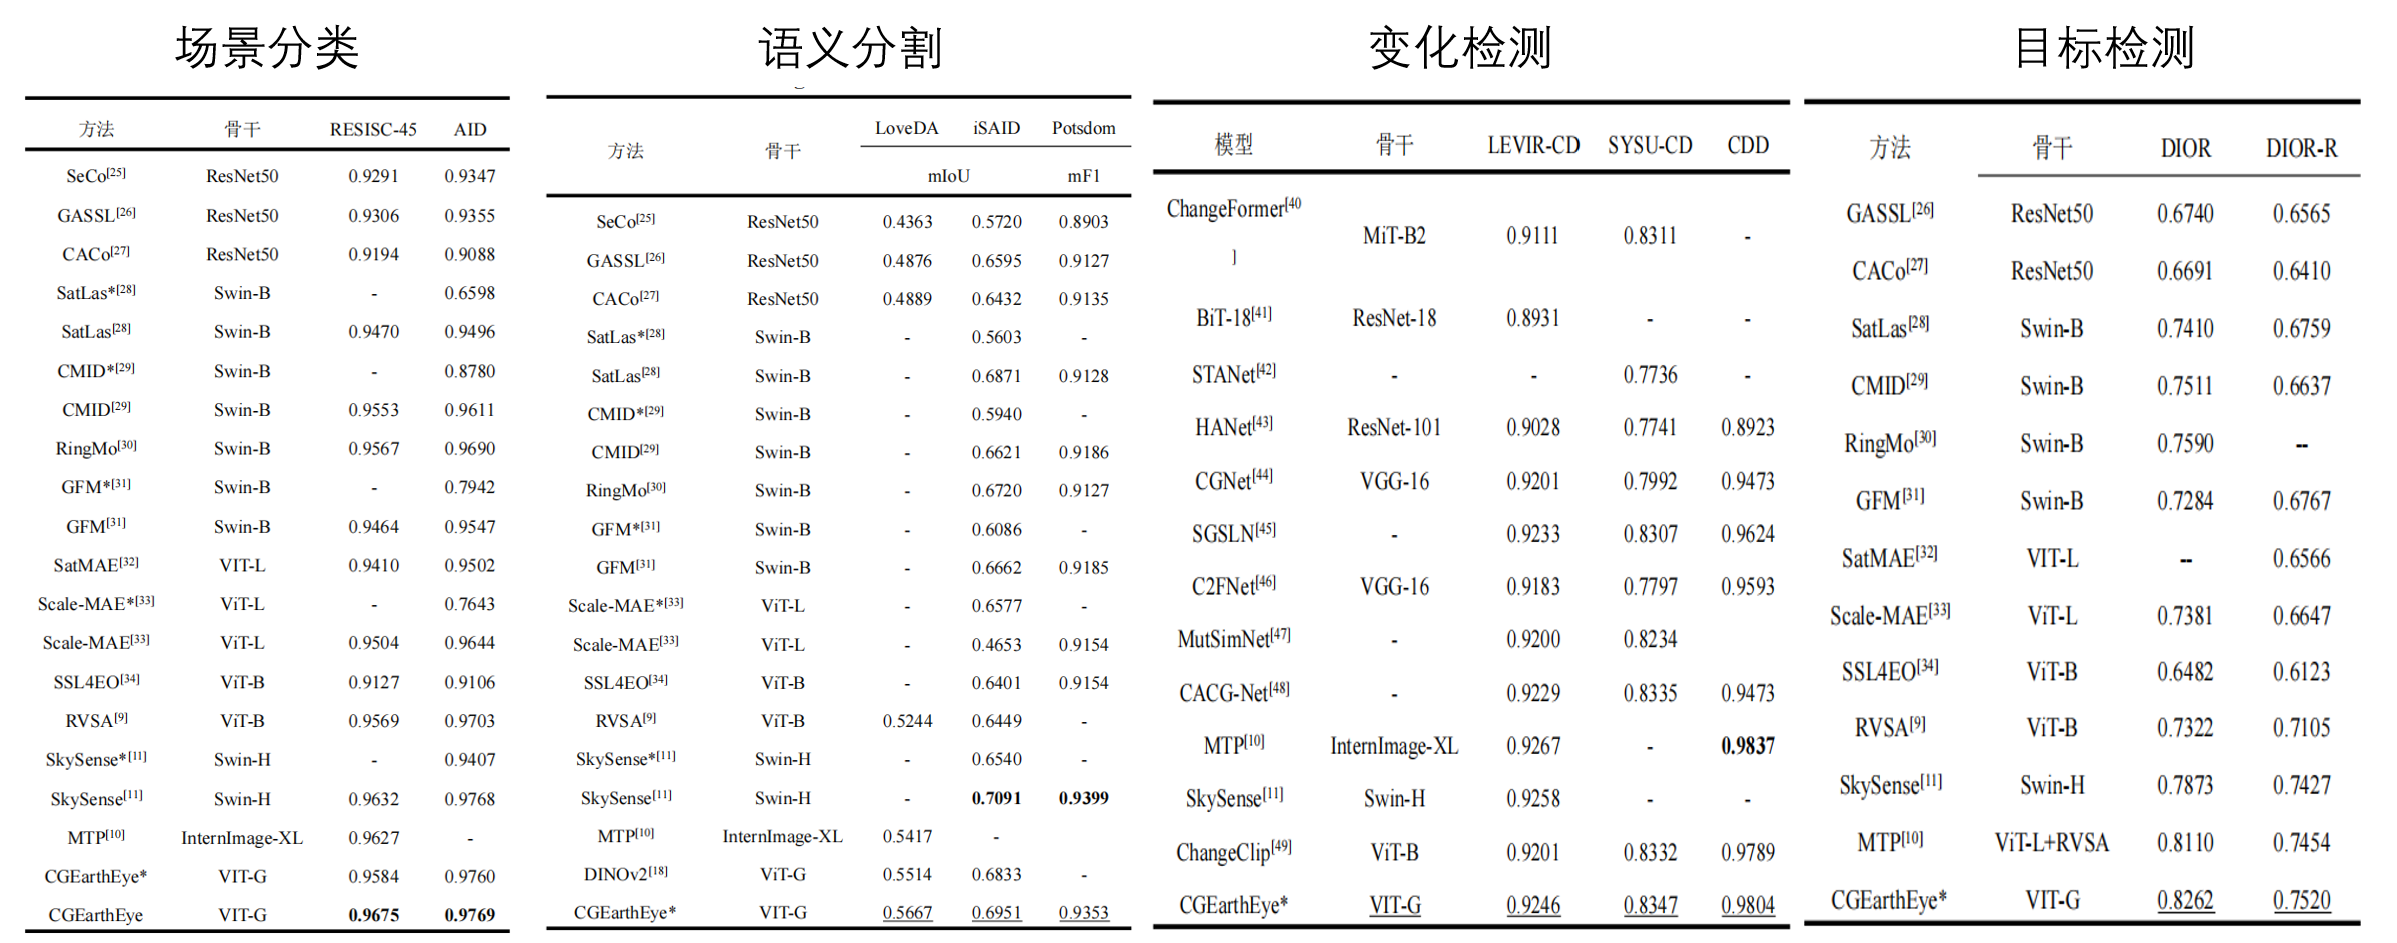 场景分类
方法 骨干 RESISC-45 AID
SeCo[25] ResNet50 0.9291 0.9347
GASSL[26] ResNet50 0.9306 0.9355
CACo[27] ResNet50 0.9194 0.9088
SatLas*[28] Swin-B - 0.6598
SatLas[28] Swin-B 0.9470 0.9496
CMID*[29] Swin-B - 0.8780
CMID[29] Swin-B 0.9553 0.9611
RingMo[30] Swin-B 0.9567 0.9690
GFM*[31] Swin-B - 0.7942
GFM[31] Swin-B 0.9464 0.9547
SatMAE[32] VIT-L 0.9410 0.9502
Scale-MAE*[33] ViT-L - 0.7643
Scale-MAE[33] ViT-L 0.9504 0.9644
SSL4EO[34] ViT-B 0.9127 0.9106
RVSA[9] ViT-B 0.9569 0.9703
SkySense*[11] Swin-H - 0.9407
SkySense[11] Swin-H 0.9632 0.9768
MTP[10] InternImage-XL 0.9627 -
CGEarthEye* VIT-G 0.9584 0.9760
CGEarthEye VIT-G 0.9675 0.9769
语义分割
方法 骨干 LoveDA iSAID Potsdom
mIoU mF1
SeCo[25] ResNet50 0.4363 0.5720 0.8903
GASSL[26] ResNet50 0.4876 0.6595 0.9127
CACo[27] ResNet50 0.4889 0.6432 0.9135
SatLas*[28] Swin-B - 0.5603 -
SatLas[28] Swin-B - 0.6871 0.9128
CMID*[29] Swin-B - 0.5940 -
CMID[29] Swin-B - 0.6621 0.9186
RingMo[30] Swin-B - 0.6720 0.9127
GFM*[31] Swin-B - 0.6086 -
GFM[31] Swin-B - 0.6662 0.9185
Scale-MAE*[33] ViT-L - 0.6577 -
Scale-MAE[33] ViT-L - 0.4653 0.9154
SSL4EO[34] ViT-B - 0.6401 0.9154
RVSA[9] ViT-B 0.5244 0.6449 -
SkySense*[11] Swin-H - 0.6540 -
SkySense[11] Swin-H - 0.7091 0.9399
MTP[10] InternImage-XL 0.5417 -
DINOv2[18] ViT-G 0.5514 0.6833 -
CGEarthEye* VIT-G 0.5667 0.6951 0.9353
变化检测
模型 骨干 LEVIR-CD SYSU-CD CDD
ChangeFormer[40
] MiT-B2 0.9111 0.8311 -
BiT-18[41] ResNet-18 0.8931 - -
STANet[42] - - 0.7736 -
HANet[43] ResNet-101 0.9028 0.7741 0.8923
CGNet[44] VGG-16 0.9201 0.7992 0.9473
SGSLN[45] - 0.9233 0.8307 0.9624
C2FNet[46] VGG-16 0.9183 0.7797 0.9593
MutSimNet[47] - 0.9200 0.8234
CACG-Net[48] - 0.9229 0.8335 0.9473
MTP[10] InternImage-XL 0.9267 - 0.9837
SkySense[11] Swin-H 0.9258 - -
ChangeClip[49] ViT-B 0.9201 0.8332 0.9789
CGEarthEye* VIT-G 0.9246 0.8347 0.9804
目标检测
方法 骨干 DIOR DIOR-R
GASSL[26] ResNet50 0.6740 0.6565
CACo[27] ResNet50 0.6691 0.6410
SatLas[28] Swin-B 0.7410 0.6759
CMID[29] Swin-B 0.7511 0.6637
RingMo[30] Swin-B 0.7590 --
GFM[31] Swin-B 0.7284 0.6767
SatMAE[32] VIT-L -- 0.6566
Scale-MAE[33] ViT-L 0.7381 0.6647
SSL4EO[34] ViT-B 0.6482 0.6123
RVSA[9] ViT-B 0.7322 0.7105
SkySense[11] Swin-H 0.7873 0.7427
MTP[10] ViT-L+RVSA 0.8110 0.7454
CGEarthEye* VIT-G 0.8262 0.7520